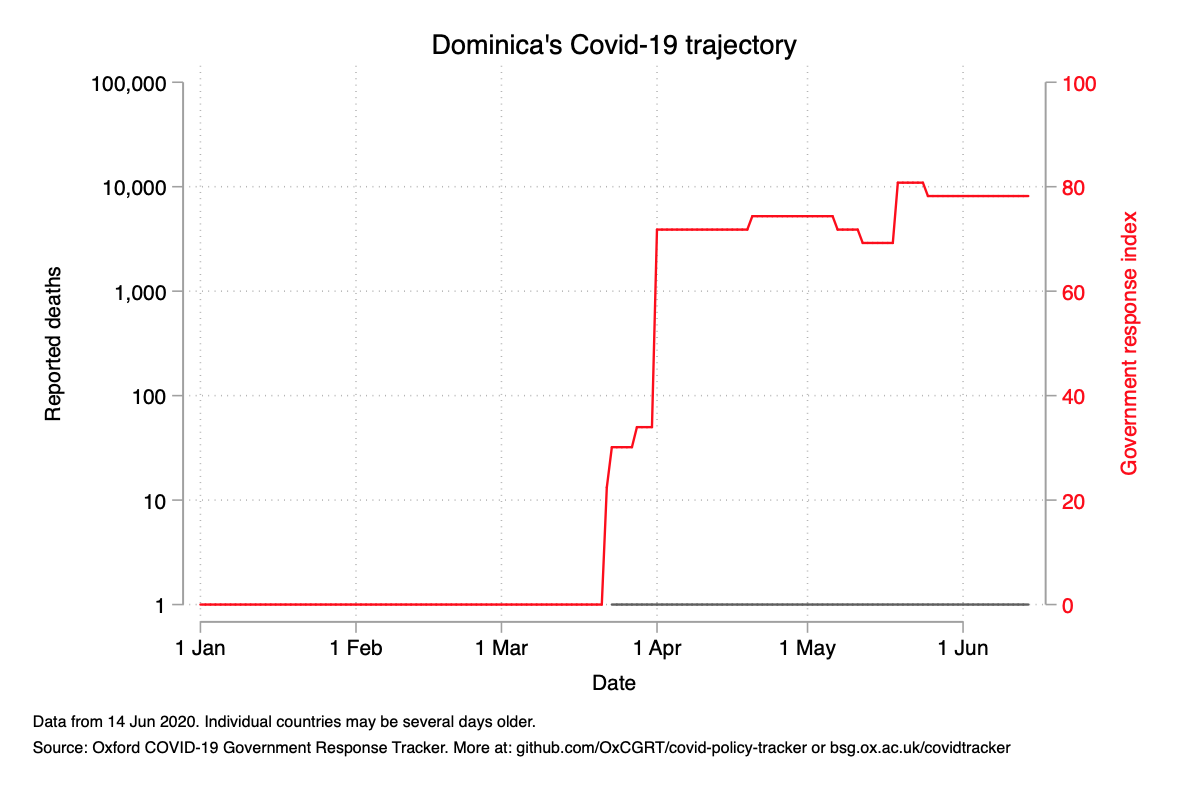 Dominica's Covid-19 trajectory
100,000
10,000
1,000
100
10
1
Reported deaths
100
80
60
40
20
0
Government response index
1 Jan 1 Feb 1 Mar 1 Apr 1 May 1 Jun
Date
Data from 14 Jun 2020. Individual countries may be several days older.
Source: Oxford COVID-19 Government Response Tracker. More at: github.com/OxCGRT/covid-policy-tracker or bsg.ox.ac.uk/covidtracker